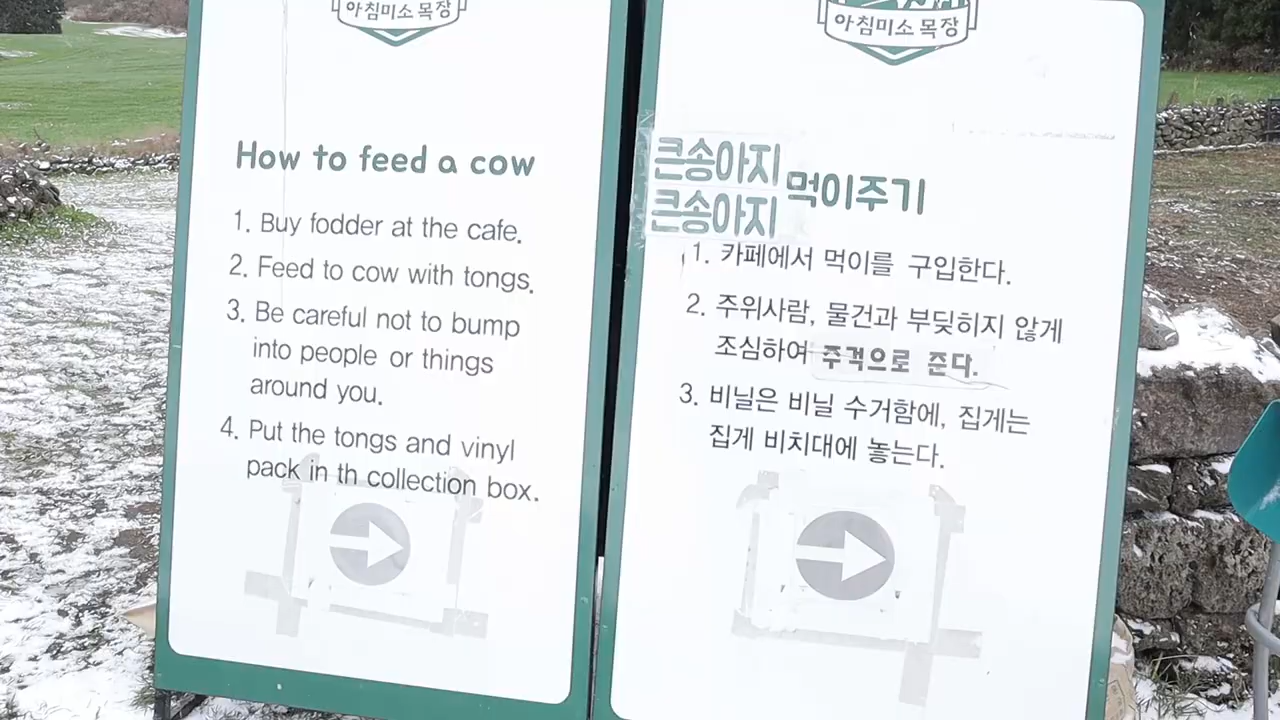 아침미소 목장
How to feed a cow
1. Buy fodder at the cafe.
2. Feed to cow with tongs.
3. Be careful not to bump
into people or things
around you.
4. Put the tongs and vinyl
pack in th collection box.
아침미소 목장
큰송아지
큰송아지 먹이주기
1. 카페에서 먹이를 구입한다.
2. 주위사람, 물건과 부딪히지 않게
조심하여 주걱으로 준다.
3. 비닐은 비닐 수거함에, 집게는
집게 비치대에 놓는다.